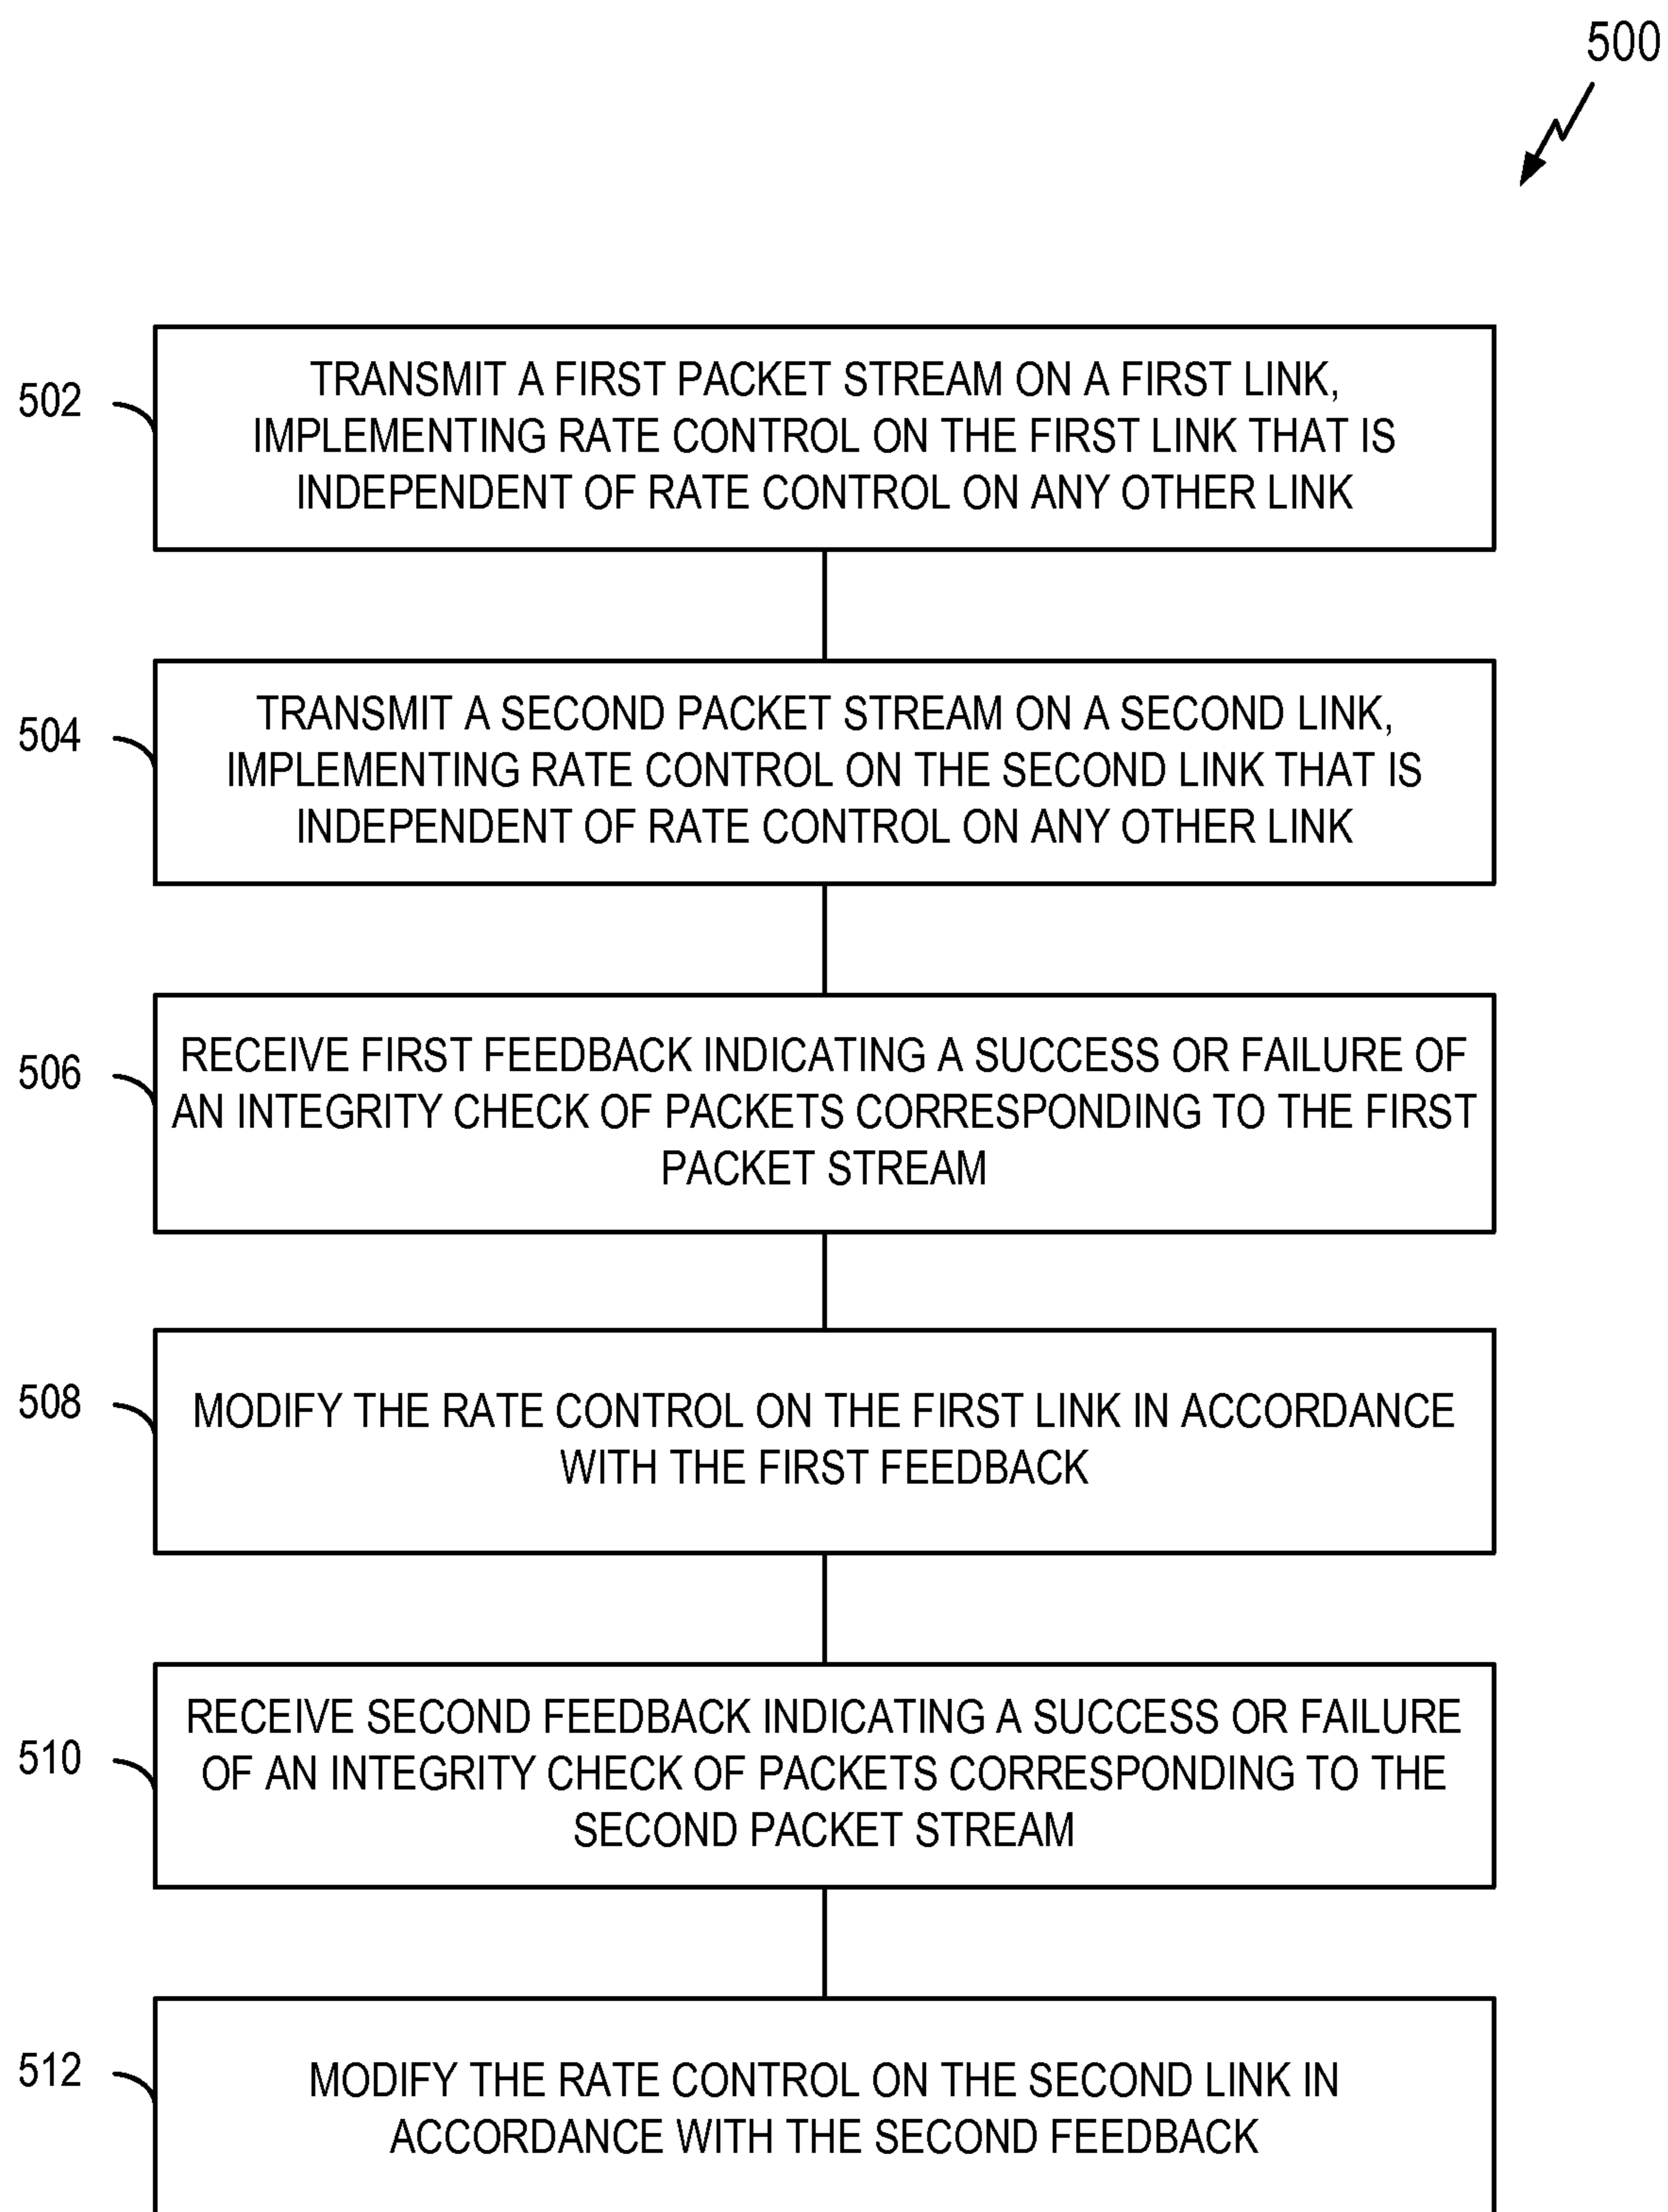 500
502
TRANSMIT A FIRST PACKET STREAM ON A FIRST LINK,
IMPLEMENTING RATE CONTROL ON THE FIRST LINK THAT IS
INDEPENDENT OF RATE CONTROL ON ANY OTHER LINK
504
TRANSMIT A SECOND PACKET STREAM ON A SECOND LINK,
IMPLEMENTING RATE CONTROL ON THE SECOND LINK THAT IS
INDEPENDENT OF RATE CONTROL ON ANY OTHER LINK
506
RECEIVE FIRST FEEDBACK INDICATING A SUCCESS OR FAILURE OF
AN INTEGRITY CHECK OF PACKETS CORRESPONDING TO THE FIRST
PACKET STREAM
508
MODIFY THE RATE CONTROL ON THE FIRST LINK IN ACCORDANCE
WITH THE FIRST FEEDBACK
510
RECEIVE SECOND FEEDBACK INDICATING A SUCCESS OR FAILURE
OF AN INTEGRITY CHECK OF PACKETS CORRESPONDING TO THE
SECOND PACKET STREAM
512
MODIFY THE RATE CONTROL ON THE SECOND LINK IN
ACCORDANCE WITH THE SECOND FEEDBACK